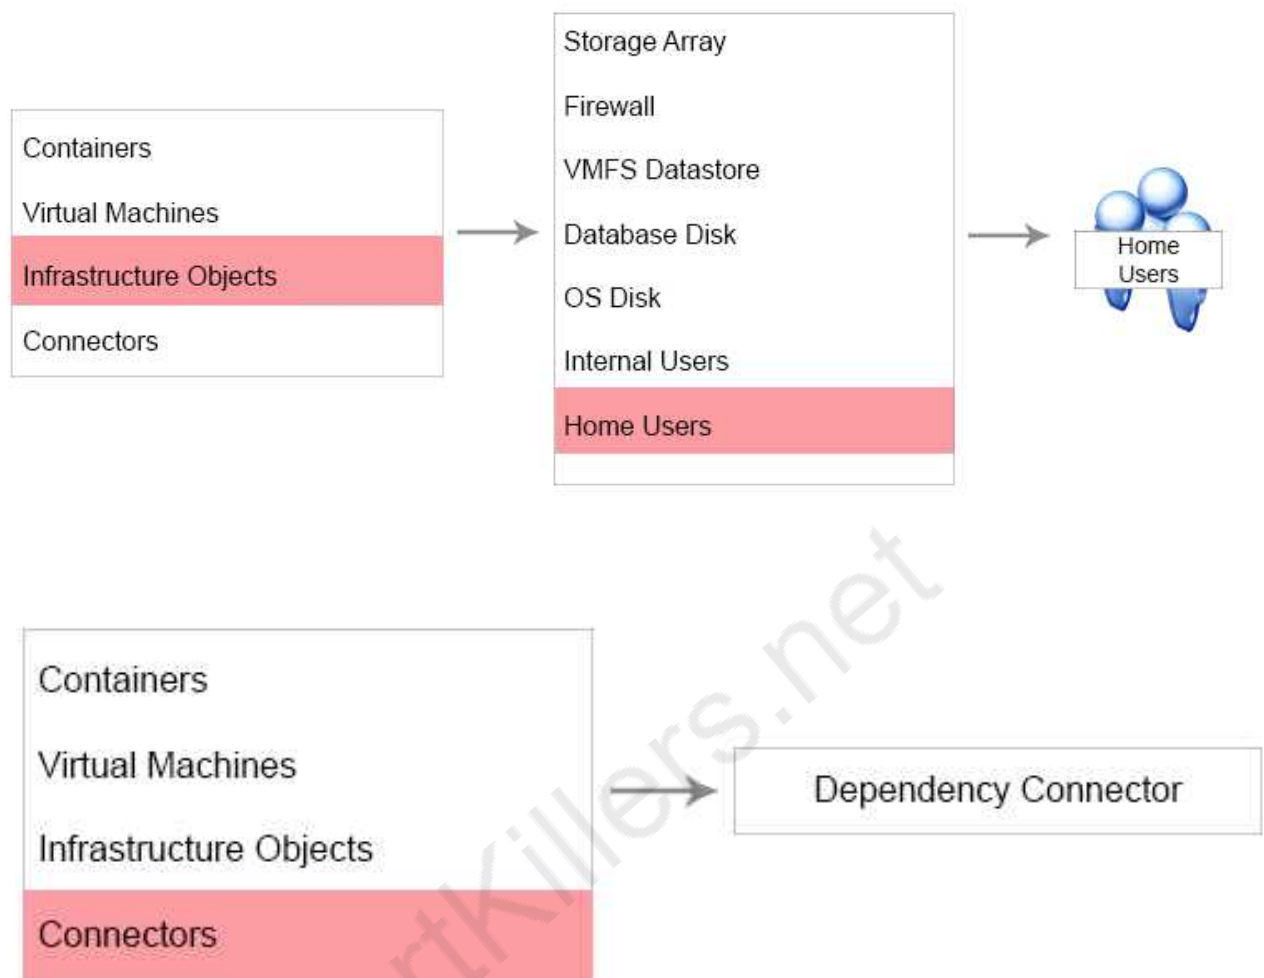 Containers
Virtual Machines
Infrastructure Objects
Connectors
Storage Array
Firewall
VMFS Datastore
Database Disk
OS Disk
Internal Users
Home Users
Home
Users
Containers
Virtual Machines
Infrastructure Objects
Connectors
Dependency Connector